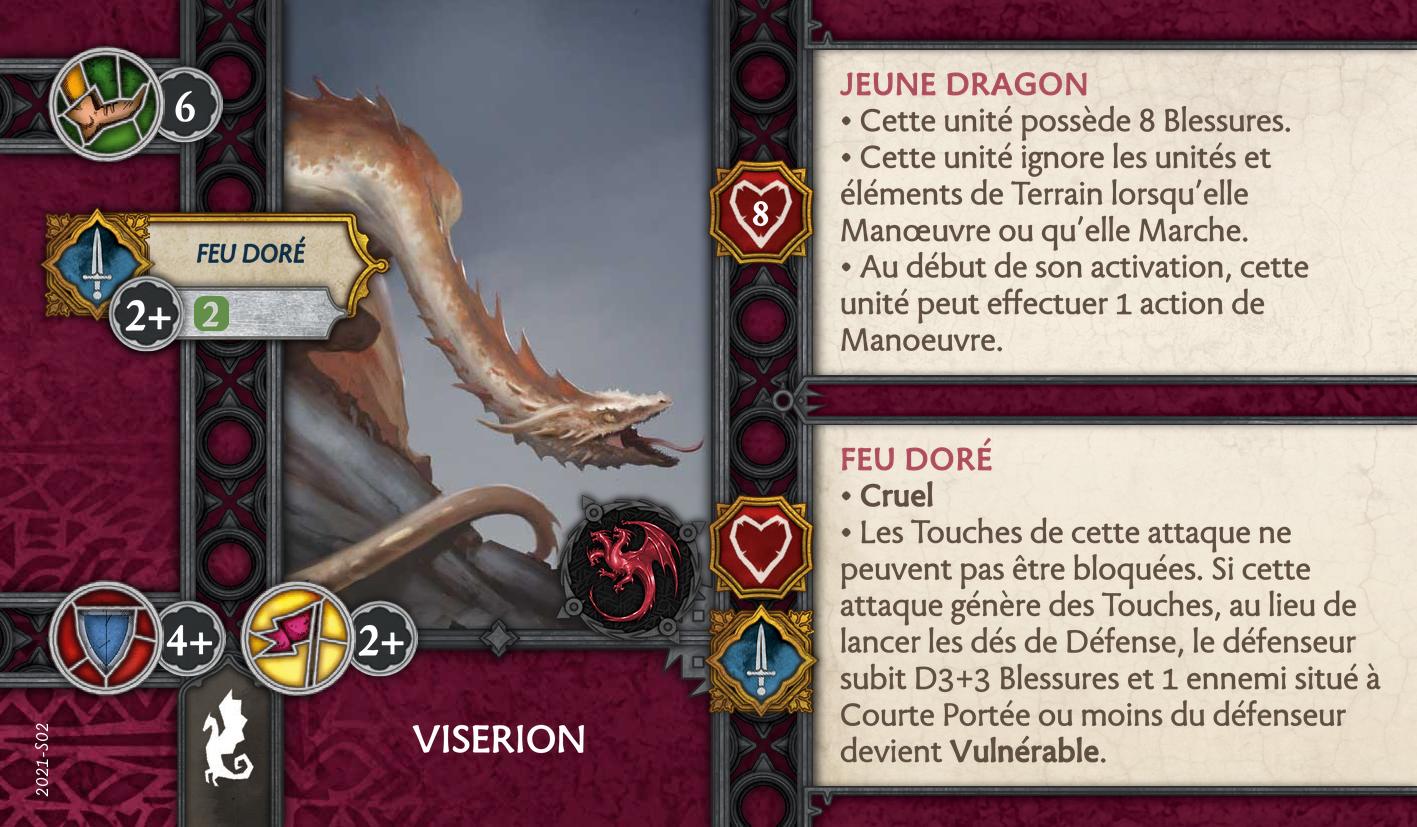 6
FEU DORÉ
2+ 2
4+ 2+
VISERION
2021-S02
8
JEUNE DRAGON
• Cette unité possède 8 Blessures.
• Cette unité ignore les unités et
éléments de Terrain lorsqu'elle
Manœuvre ou qu'elle Marche.
• Au début de son activation, cette
unité peut effectuer 1 action de
Manoeuvre.
FEU DORÉ
• Cruel
• Les Touches de cette attaque ne
peuvent pas être bloquées. Si cette
attaque génère des Touches, au lieu de
lancer les dés de Défense, le défenseur
subit D3+3 Blessures et 1 ennemi situé à
Courte Portée ou moins du défenseur
devient Vulnérable.